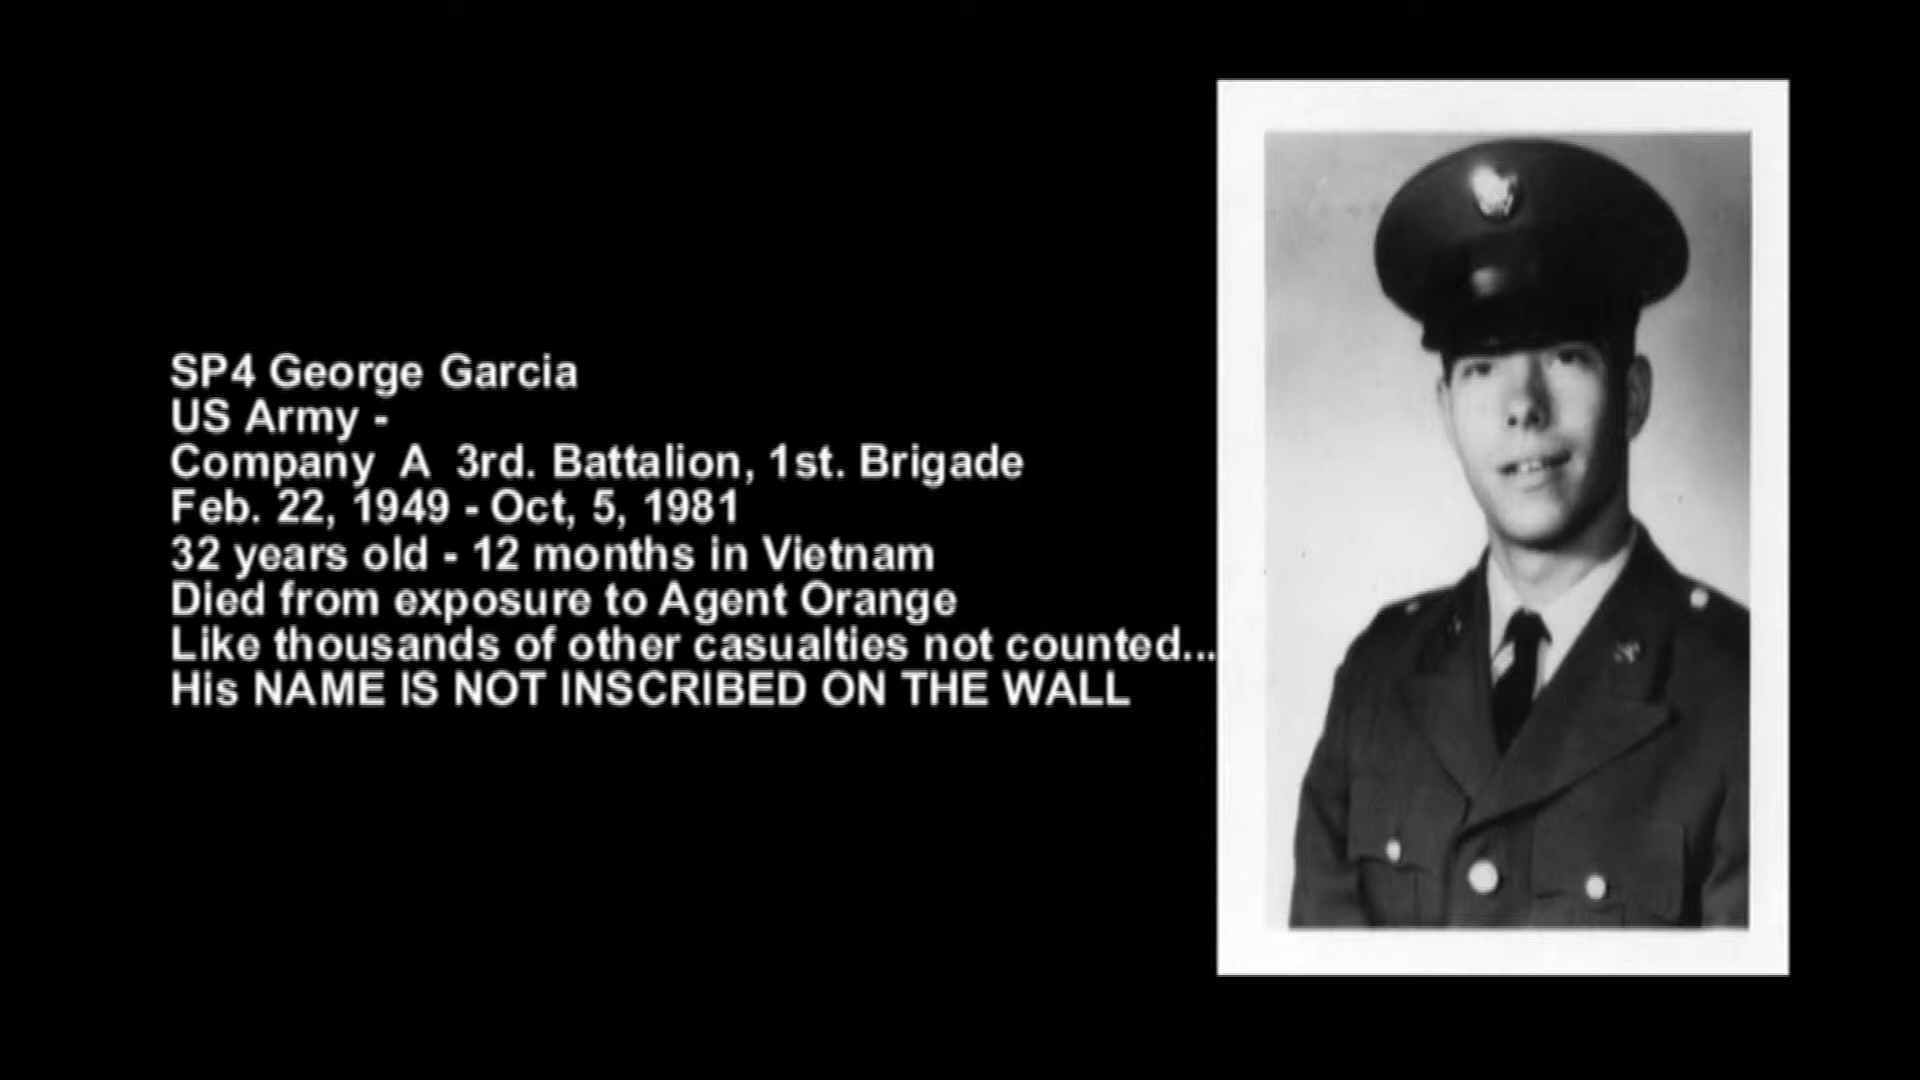 SP4 George Garcia
US Army -
Company A 3rd. Battalion, 1st. Brigade
Feb. 22, 1949 - Oct, 5, 1981
32 years old - 12 months in Vietnam
Died from exposure to Agent Orange
Like thousands of other casualties not counted...
His NAME IS NOT INSCRIBED ON THE WALL